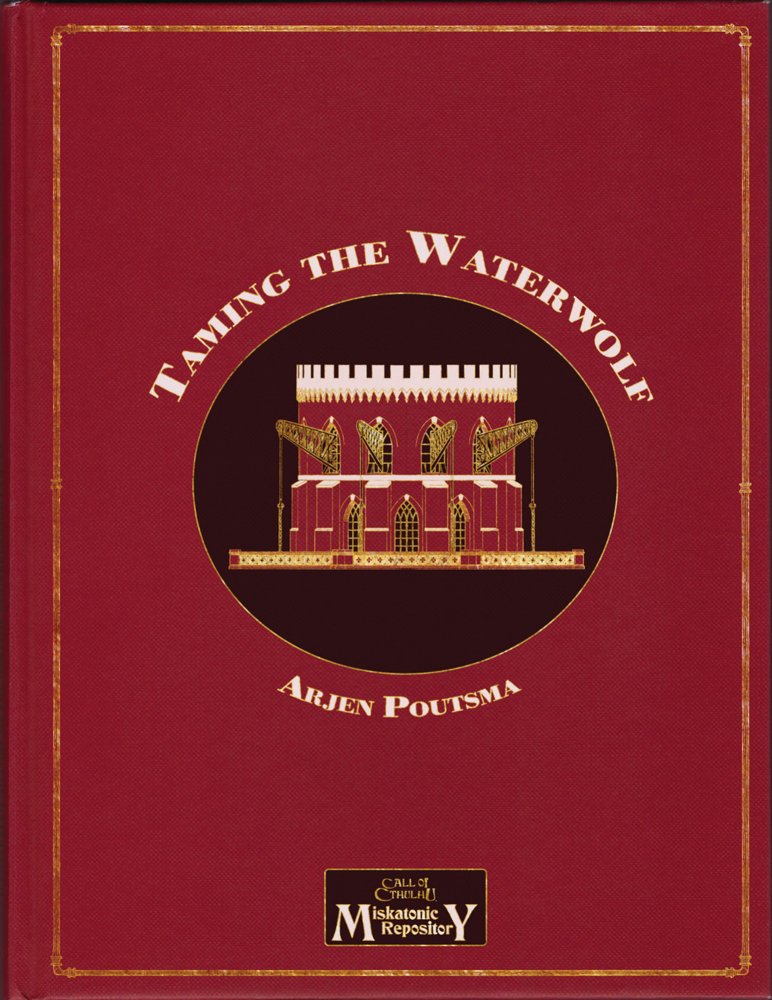 Taming the Waterwolf
Arjen Poutsma
Call of
Cthulhu
Miskatonic
Repository